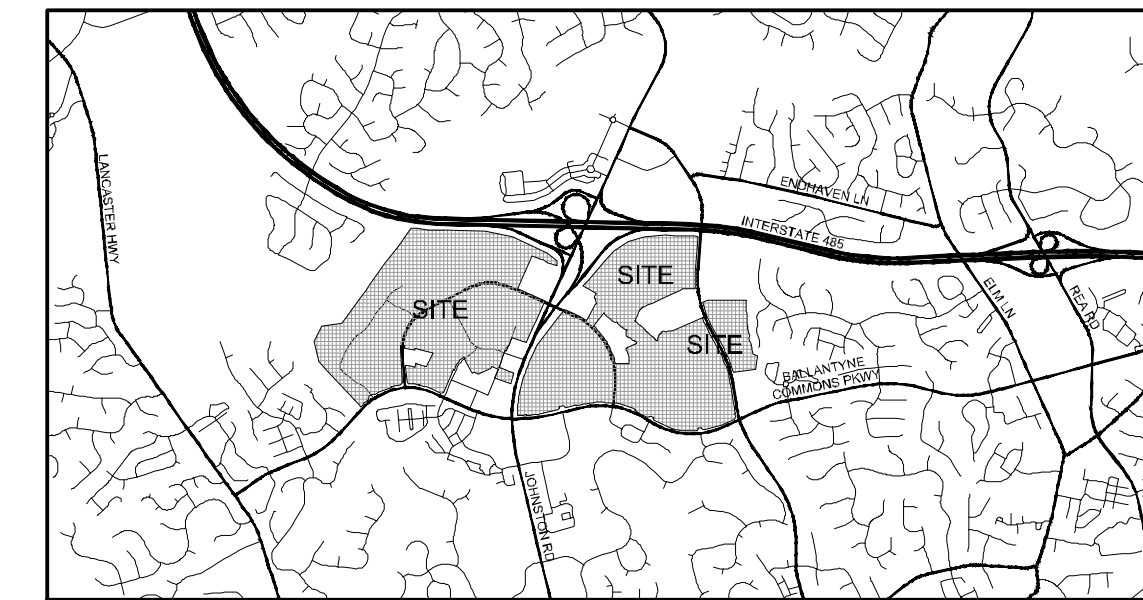 LANCASTER HWY
ENDHAVEN LN
INTERSTATE 485
SITE
SITE
SITE
ELM LN
REA RD
BALLANTYNE
COMMONS PKWY
JOHNSTON RD